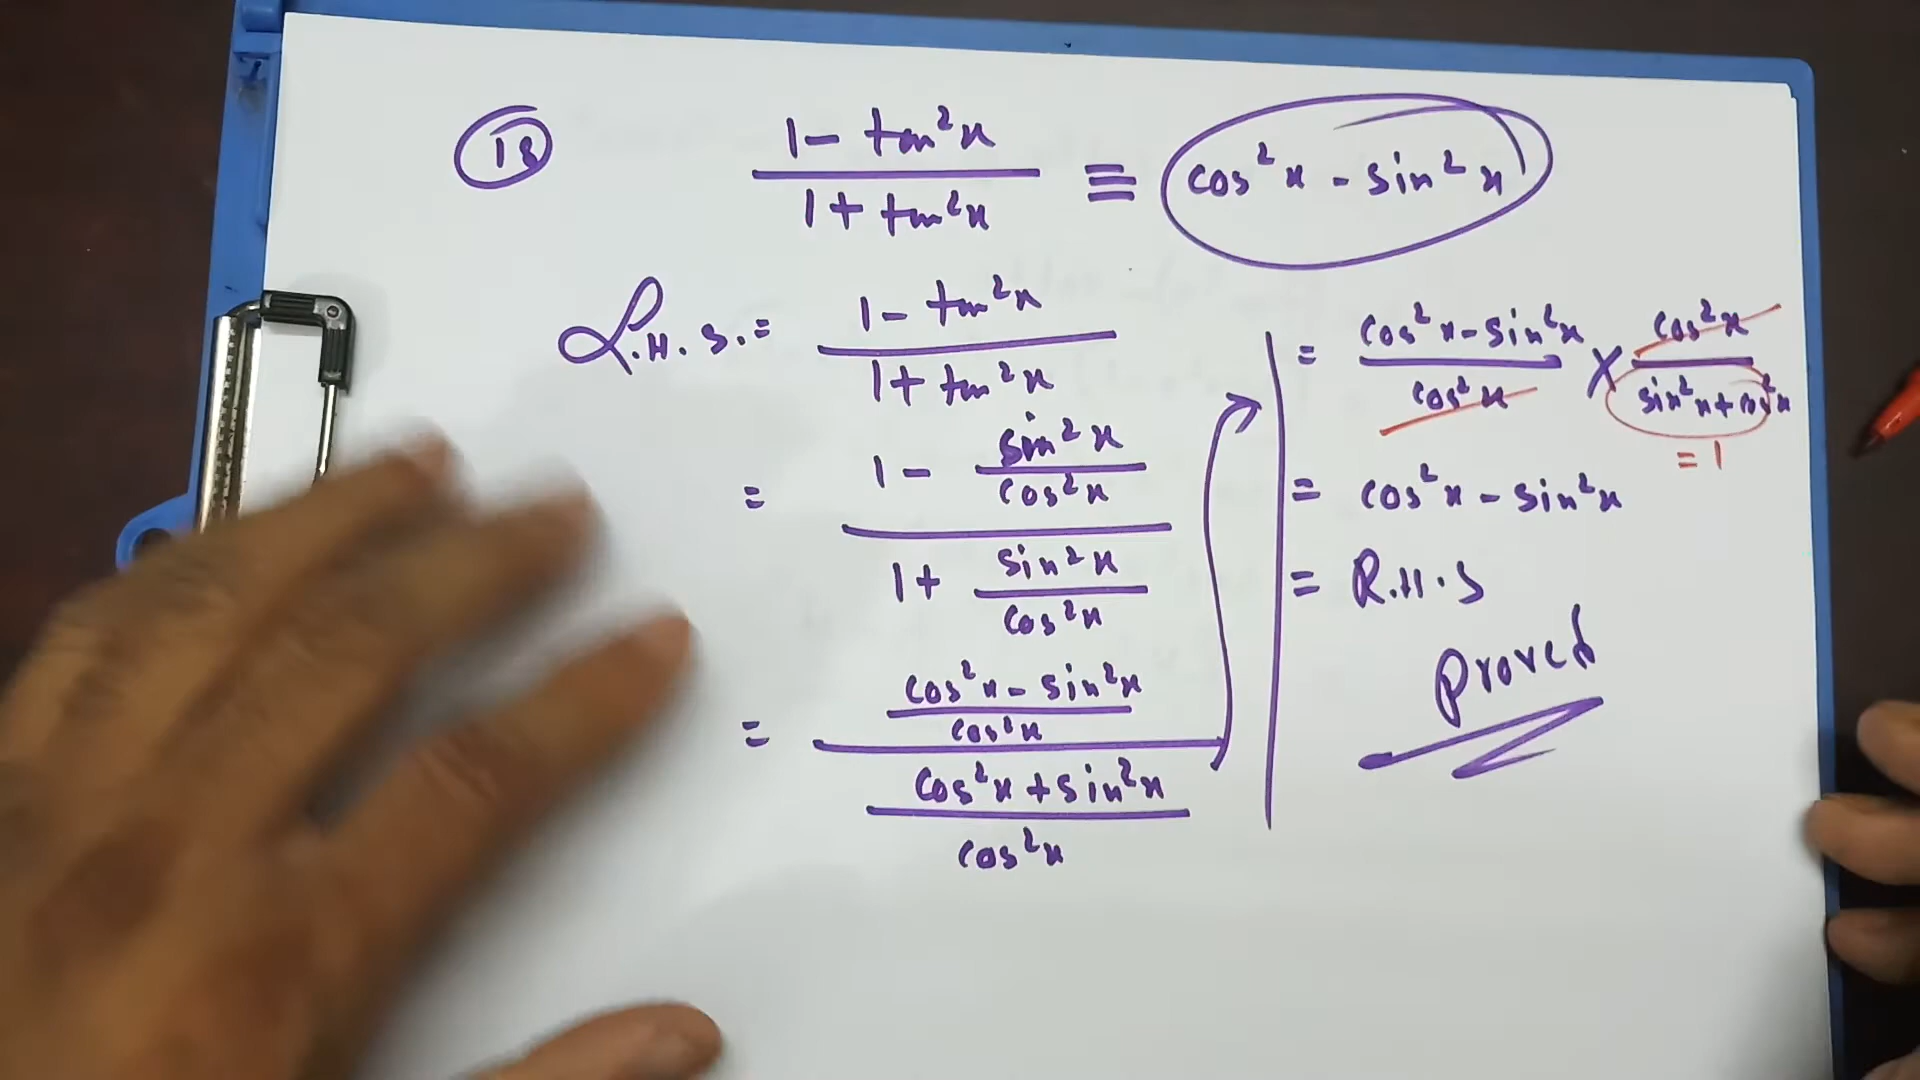 13
1 - tan²x / 1 + tan²x ≡ cos²x - sin²x
L.H.S. = 1 - tan²x / 1 + tan²x
= 1 - sin²x/cos²x / 1 + sin²x/cos²x
= cos²x - sin²x/cos²x / cos²x + sin²x/cos²x
= cos²x - sin²x/cos²x × cos²x/sin²x + cos²x
= 1
= cos²x - sin²x
= R.H.S
Proved